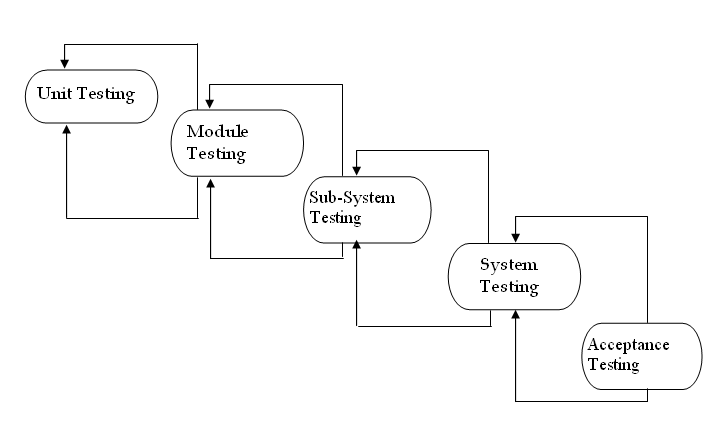 Unit Testing
Module
Testing
Sub-System
Testing
System
Testing
Acceptance
Testing